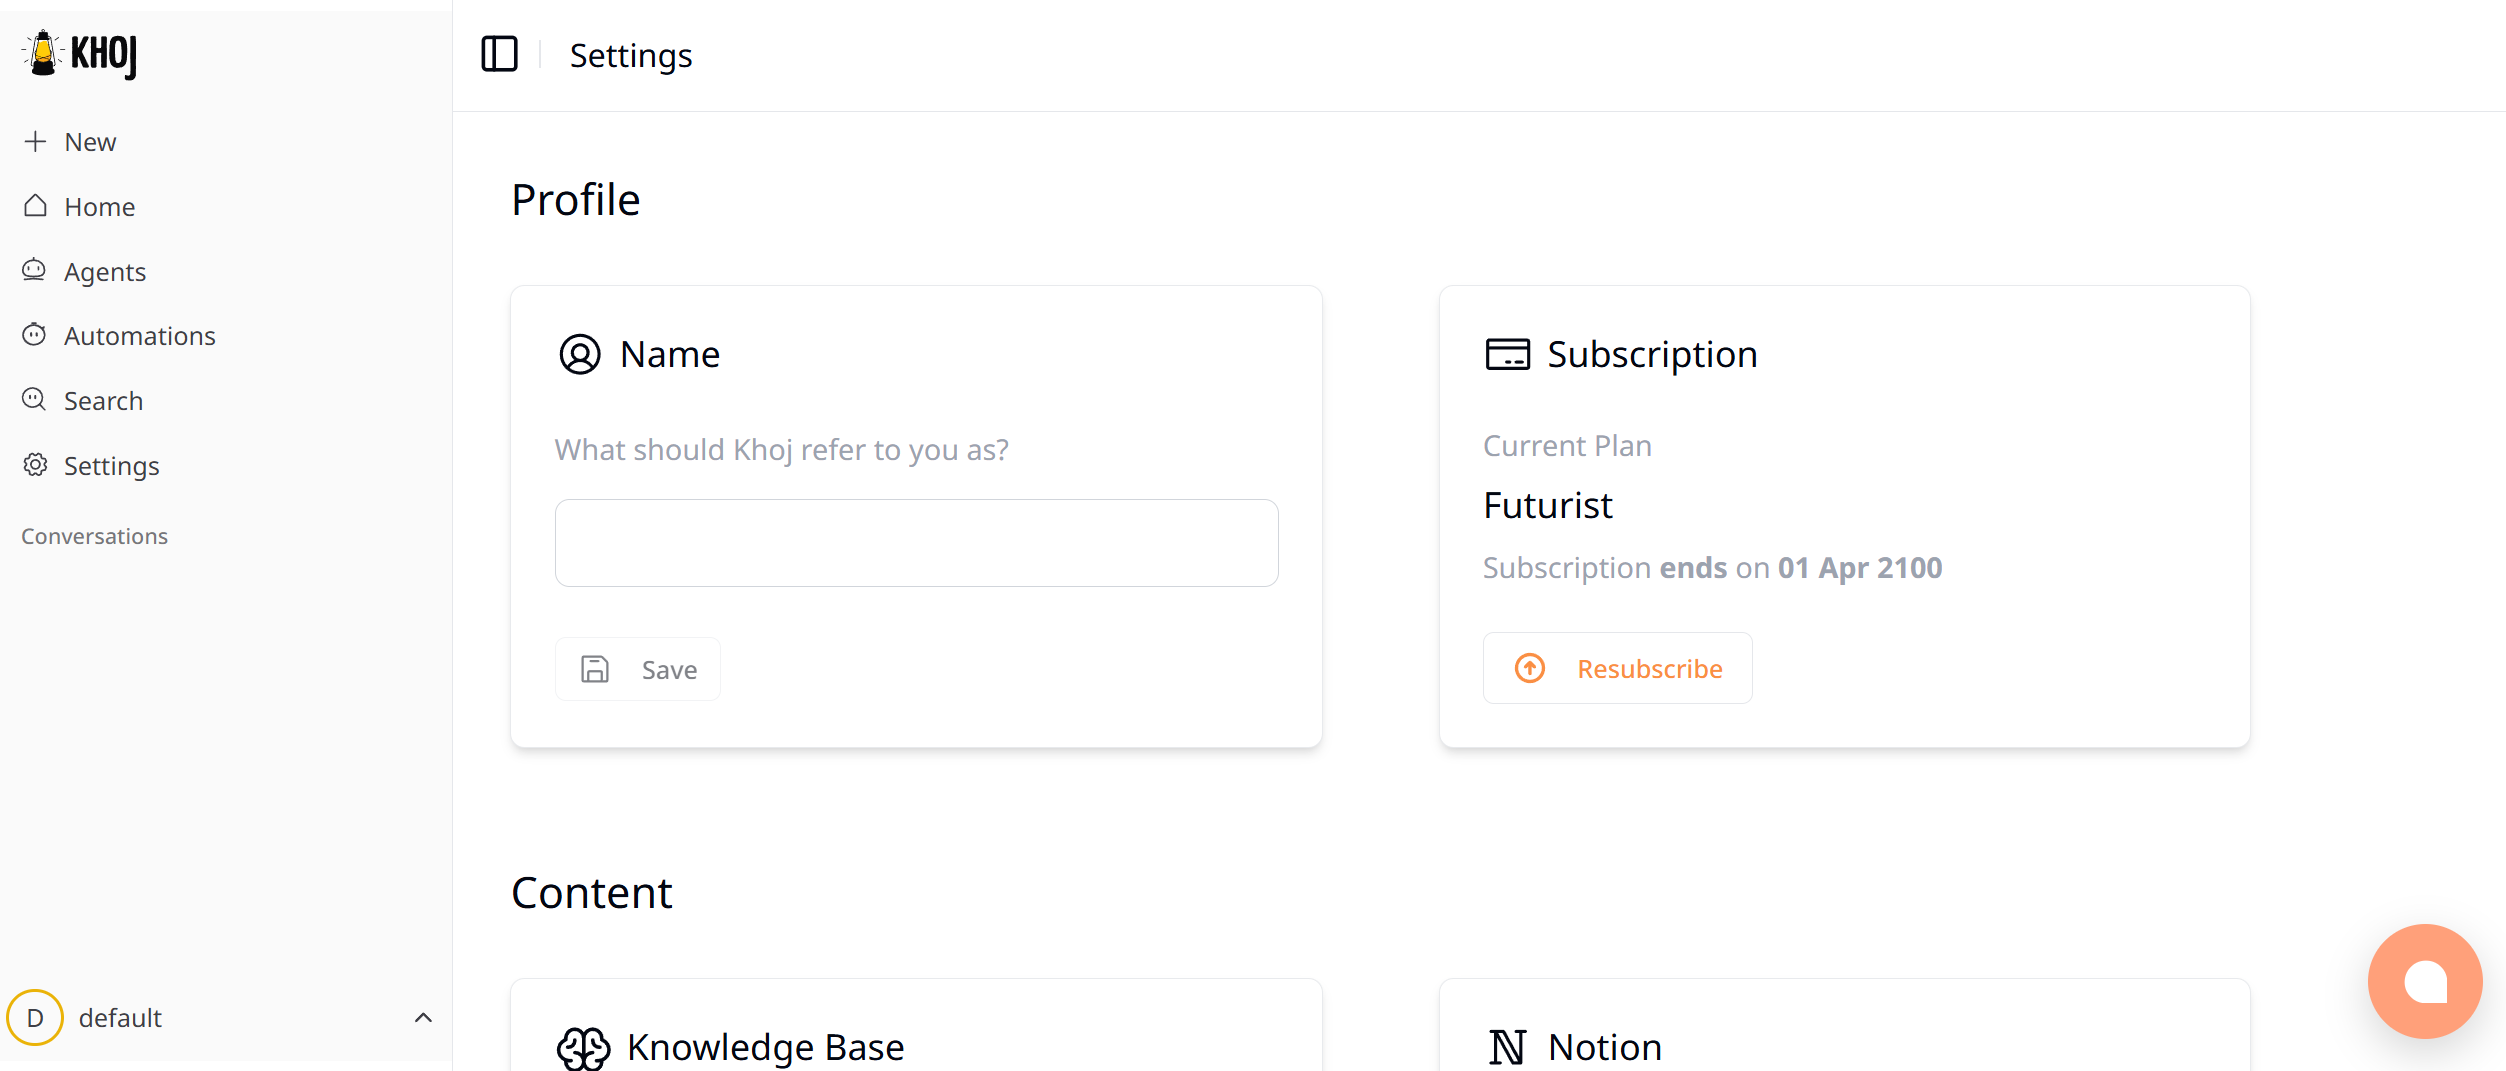 KHOJ
New
Home
Agents
Automations
Search
Settings
Conversations
D default
Settings
Profile
Name
What should Khoj refer to you as?
Save
Subscription
Current Plan
Futurist
Subscription ends on 01 Apr 2100
Resubscribe
Content
Knowledge Base
Notion